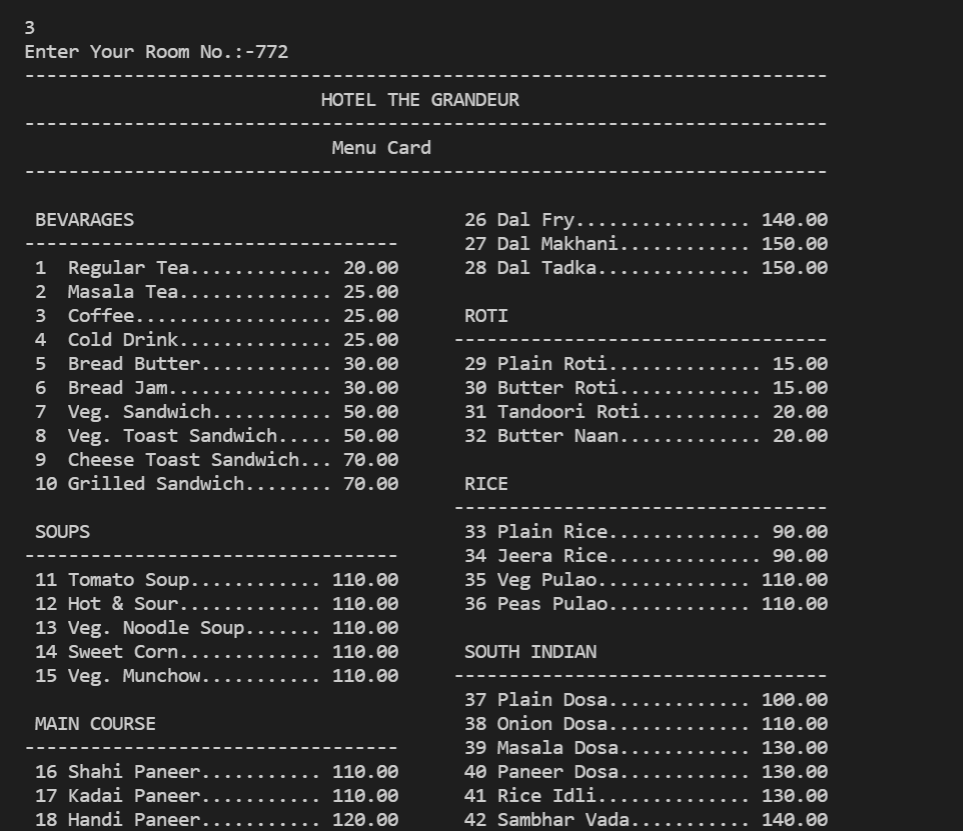 3
Enter Your Room No.:-772
-------------------------------------------------------------------------
HOTEL THE GRANDEUR
-------------------------------------------------------------------------
Menu Card
-------------------------------------------------------------------------
BEVARAGES
----------------------------------
1 Regular Tea............. 20.00
2 Masala Tea.............. 25.00
3 Coffee.................. 25.00
4 Cold Drink.............. 25.00
5 Bread Butter............ 30.00
6 Bread Jam............... 30.00
7 Veg. Sandwich........... 50.00
8 Veg. Toast Sandwich..... 50.00
9 Cheese Toast Sandwich... 70.00
10 Grilled Sandwich........ 70.00
SOUPS
----------------------------------
11 Tomato Soup............ 110.00
12 Hot & Sour............. 110.00
13 Veg. Noodle Soup....... 110.00
14 Sweet Corn............. 110.00
15 Veg. Munchow........... 110.00
MAIN COURSE
----------------------------------
16 Shahi Paneer........... 110.00
17 Kadai Paneer........... 110.00
18 Handi Paneer........... 120.00
26 Dal Fry................ 140.00
27 Dal Makhani............ 150.00
28 Dal Tadka.............. 150.00
ROTI
----------------------------------
29 Plain Roti.............. 15.00
30 Butter Roti............. 15.00
31 Tandoori Roti........... 20.00
32 Butter Naan............. 20.00
RICE
----------------------------------
33 Plain Rice.............. 90.00
34 Jeera Rice.............. 90.00
35 Veg Pulao.............. 110.00
36 Peas Pulao............. 110.00
SOUTH INDIAN
----------------------------------
37 Plain Dosa............. 100.00
38 Onion Dosa............. 110.00
39 Masala Dosa............ 130.00
40 Paneer Dosa............ 130.00
41 Rice Idli.............. 130.00
42 Sambhar Vada........... 140.00